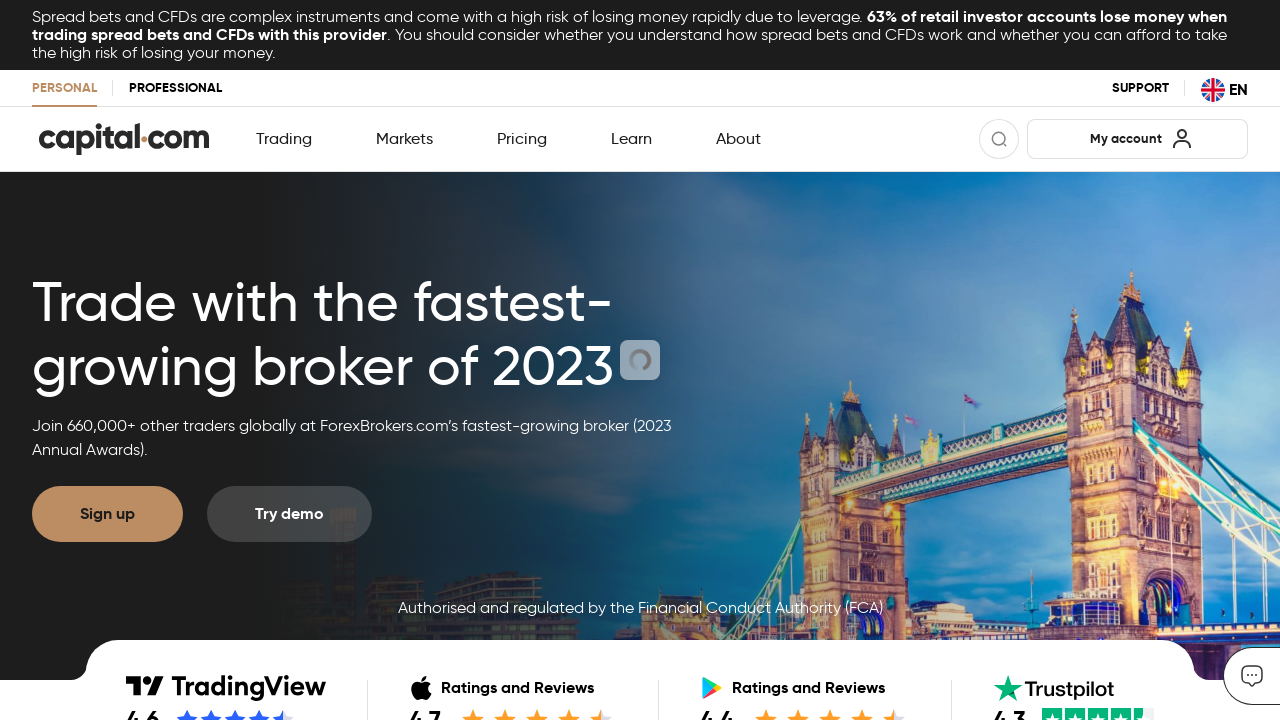 Spread bets and CFDs are complex instruments and come with a high risk of losing money rapidly due to leverage. 63% of retail investor accounts lose money when
trading spread bets and CFDs with this provider. You should consider whether you understand how spread bets and CFDs work and whether you can afford to take
the high risk of losing your money.
PERSONAL PROFESSIONAL SUPPORT EN
capital.com Trading Markets Pricing Learn About My account
Trade with the fastest-
growing broker of 2023
Join 660,000+ other traders globally at ForexBrokers.com’s fastest-growing broker (2023
Annual Awards).
Sign up Try demo
Authorised and regulated by the Financial Conduct Authority (FCA)
TradingView Ratings and Reviews Ratings and Reviews Trustpilot
4.6 4.7 4.4 4.3